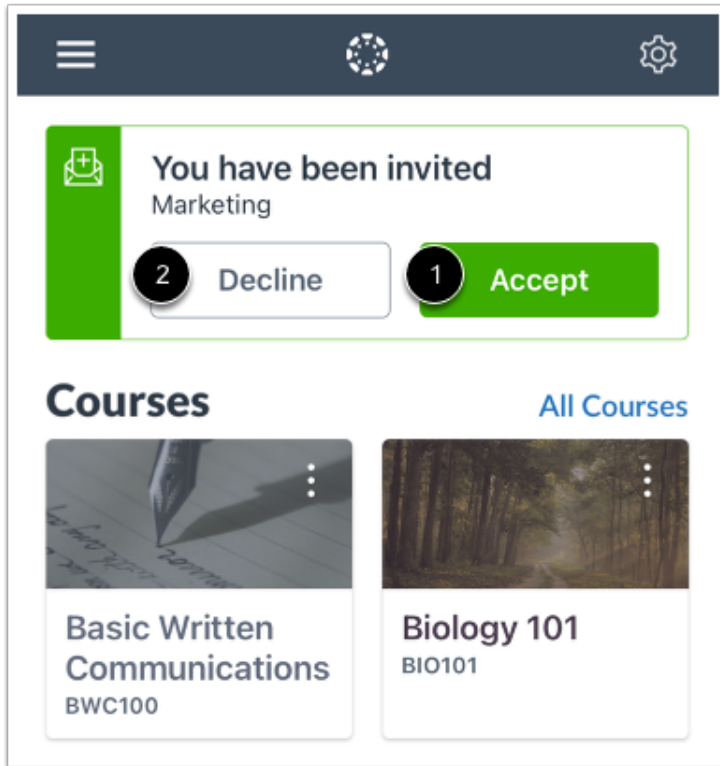 You have been invited
Marketing
2 Decline 1 Accept
Courses All Courses
Basic Written
Communications
BWC100
Biology 101
BIO101